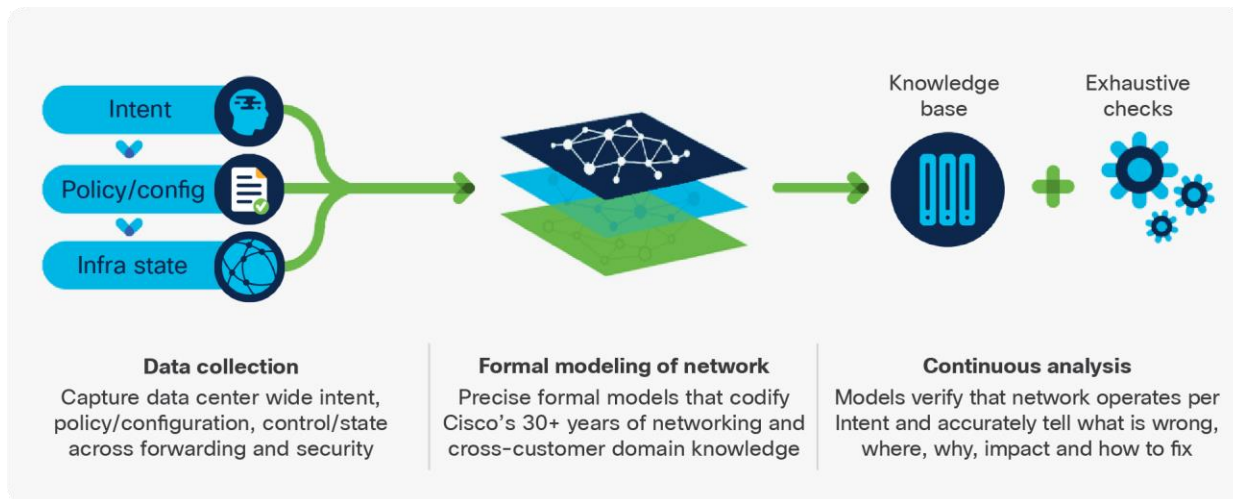 Intent
Policy/config
Infra state
Knowledge
base
Exhaustive
checks
Data collection
Capture data center wide intent,
policy/configuration, control/state
across forwarding and security
Formal modeling of network
Precise formal models that codify
Cisco's 30+ years of networking and
cross-customer domain knowledge
Continuous analysis
Models verify that network operates per
Intent and accurately tell what is wrong,
where, why, impact and how to fix